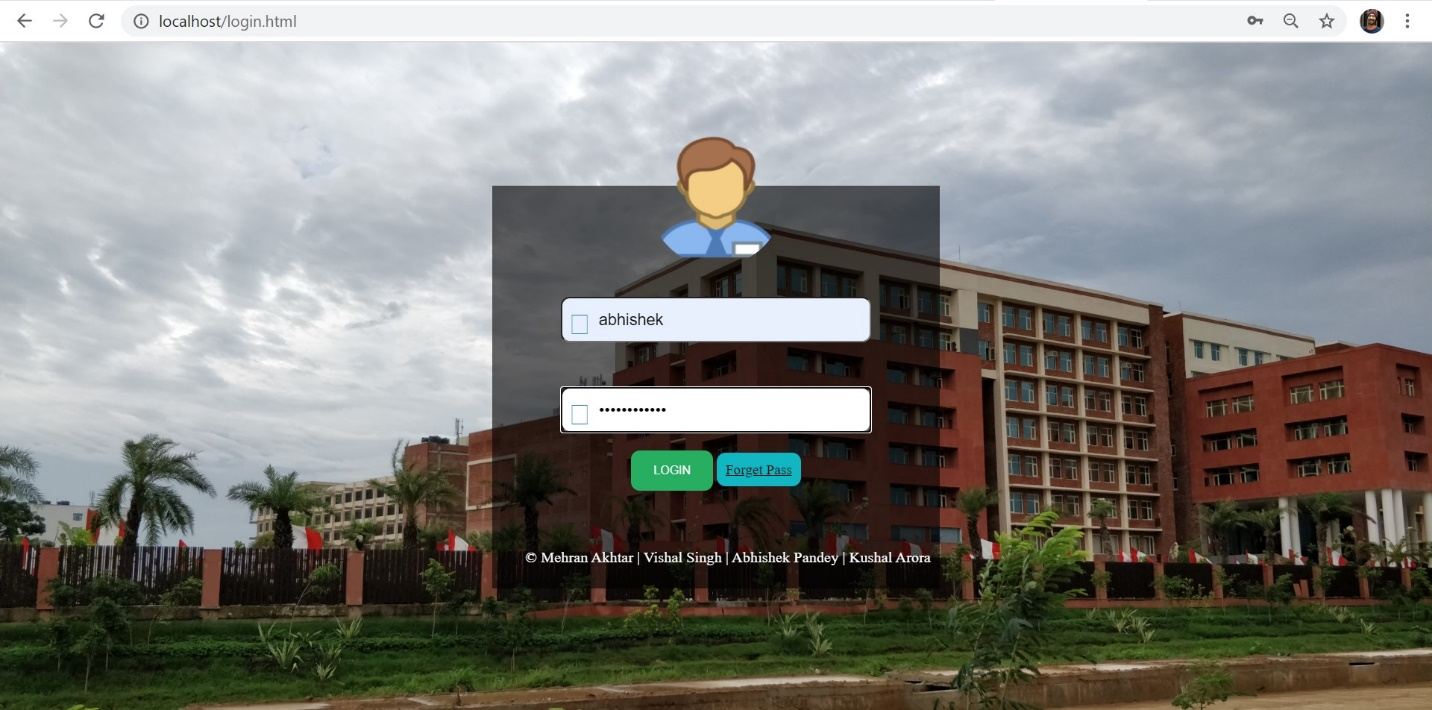 localhost/login.html
abhishek
••••••••••••
LOGIN Forget Pass
© Mehran Akhtar | Vishal Singh | Abhishek Pandey | Kushal Arora